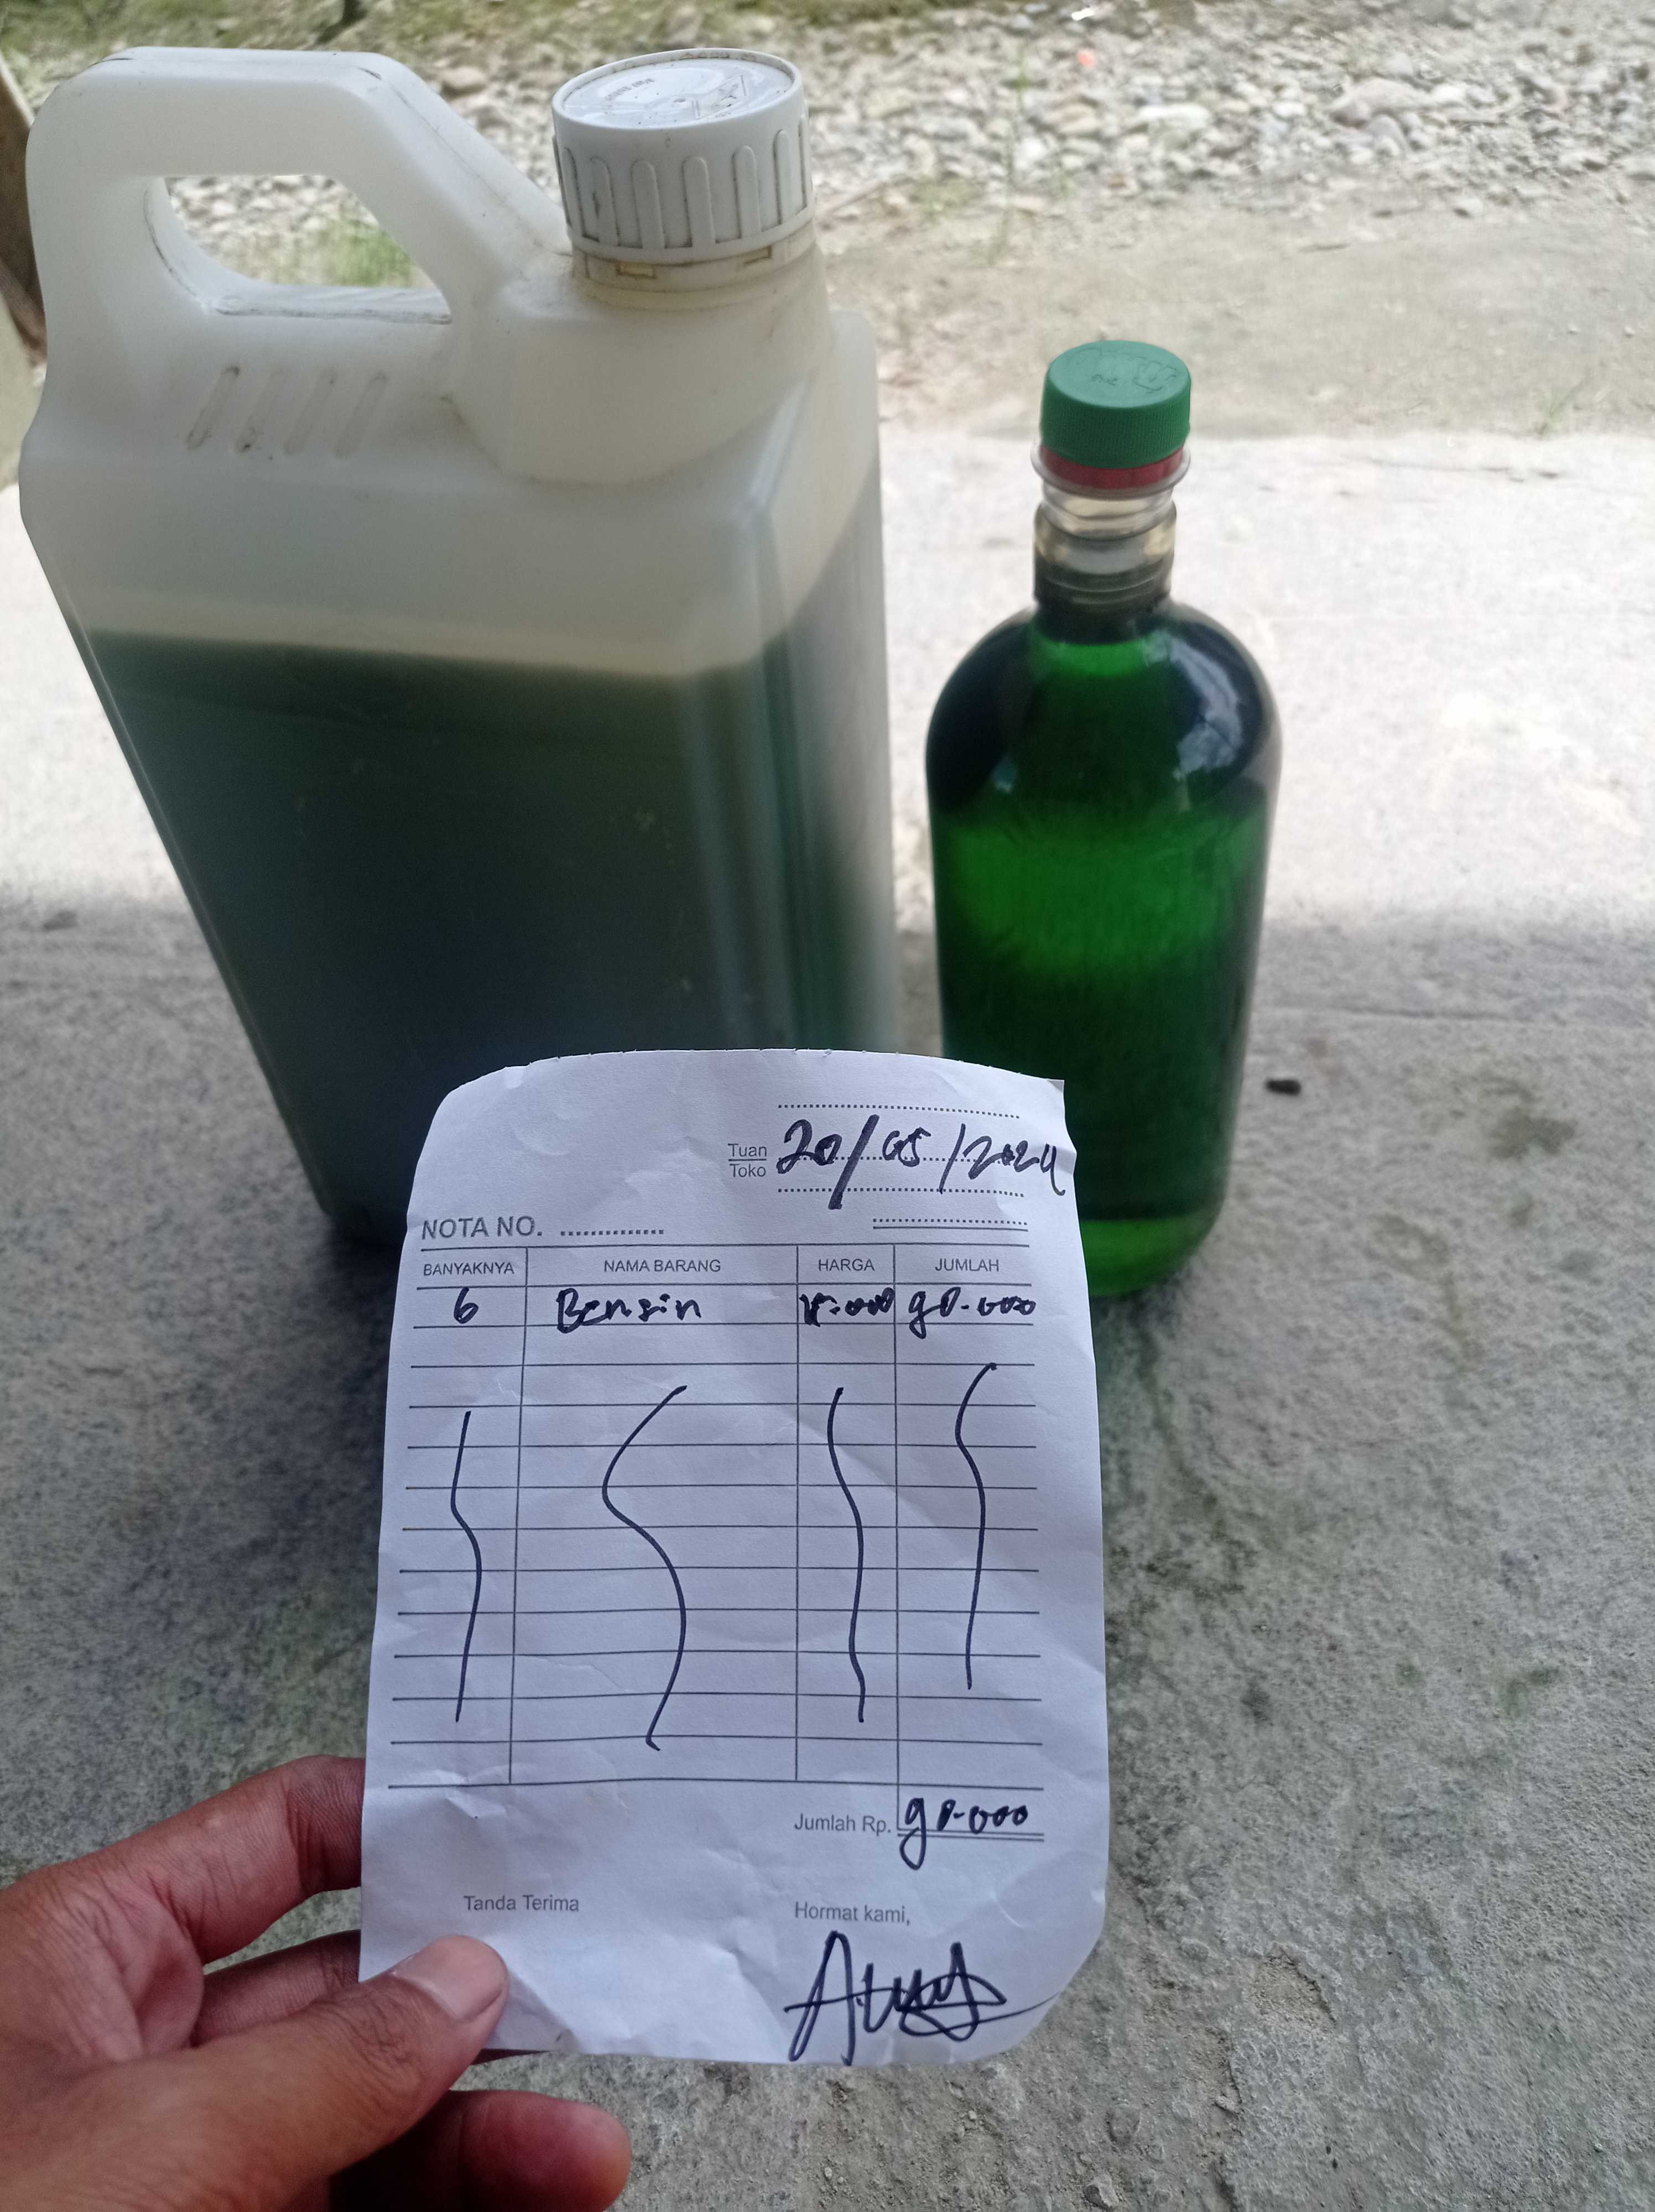 Tuan 20/05/2024
Toko
NOTA NO. ............
BANYAKNYA NAMA BARANG HARGA JUMLAH
6 Bensin 15.000 90.000
Jumlah Rp. 90.000
Tanda Terima Hormat kami,